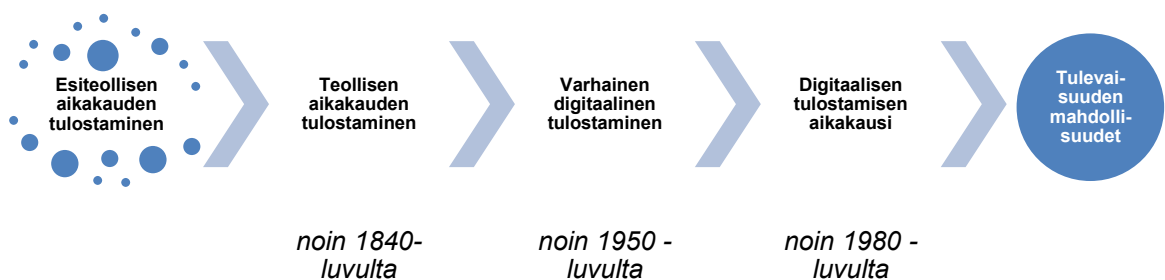 Esiteollisen
aikakauden
tulostaminen
Teollisen
aikakauden
tulostaminen
Varhainen
digitaalinen
tulostaminen
Digitaalisen
tulostamisen
aikakausi
Tulevai-
suuden
mahdolli-
suudet
noin 1840-
luvulta
noin 1950 -
luvulta
noin 1980 -
luvulta